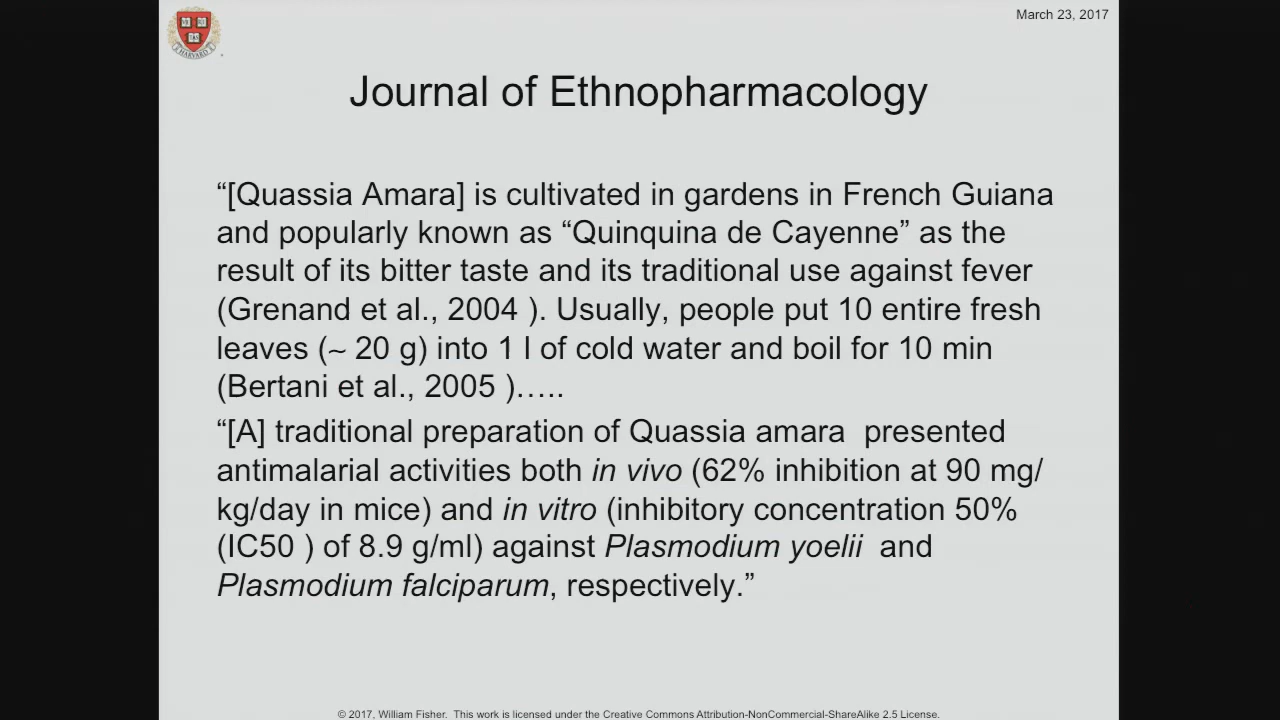 March 23, 2017
VE RI
TAS
HARVARD
Journal of Ethnopharmacology
“[Quassia Amara] is cultivated in gardens in French Guiana
and popularly known as “Quinquina de Cayenne” as the
result of its bitter taste and its traditional use against fever
(Grenand et al., 2004 ). Usually, people put 10 entire fresh
leaves (~ 20 g) into 1 l of cold water and boil for 10 min
(Bertani et al., 2005 )…..
“[A] traditional preparation of Quassia amara  presented
antimalarial activities both in vivo (62% inhibition at 90 mg/
kg/day in mice) and in vitro (inhibitory concentration 50%
(IC50 ) of 8.9 g/ml) against Plasmodium yoelii  and
Plasmodium falciparum, respectively.”
© 2017, William Fisher.  This work is licensed under the Creative Commons Attribution-NonCommercial-ShareAlike 2.5 License.